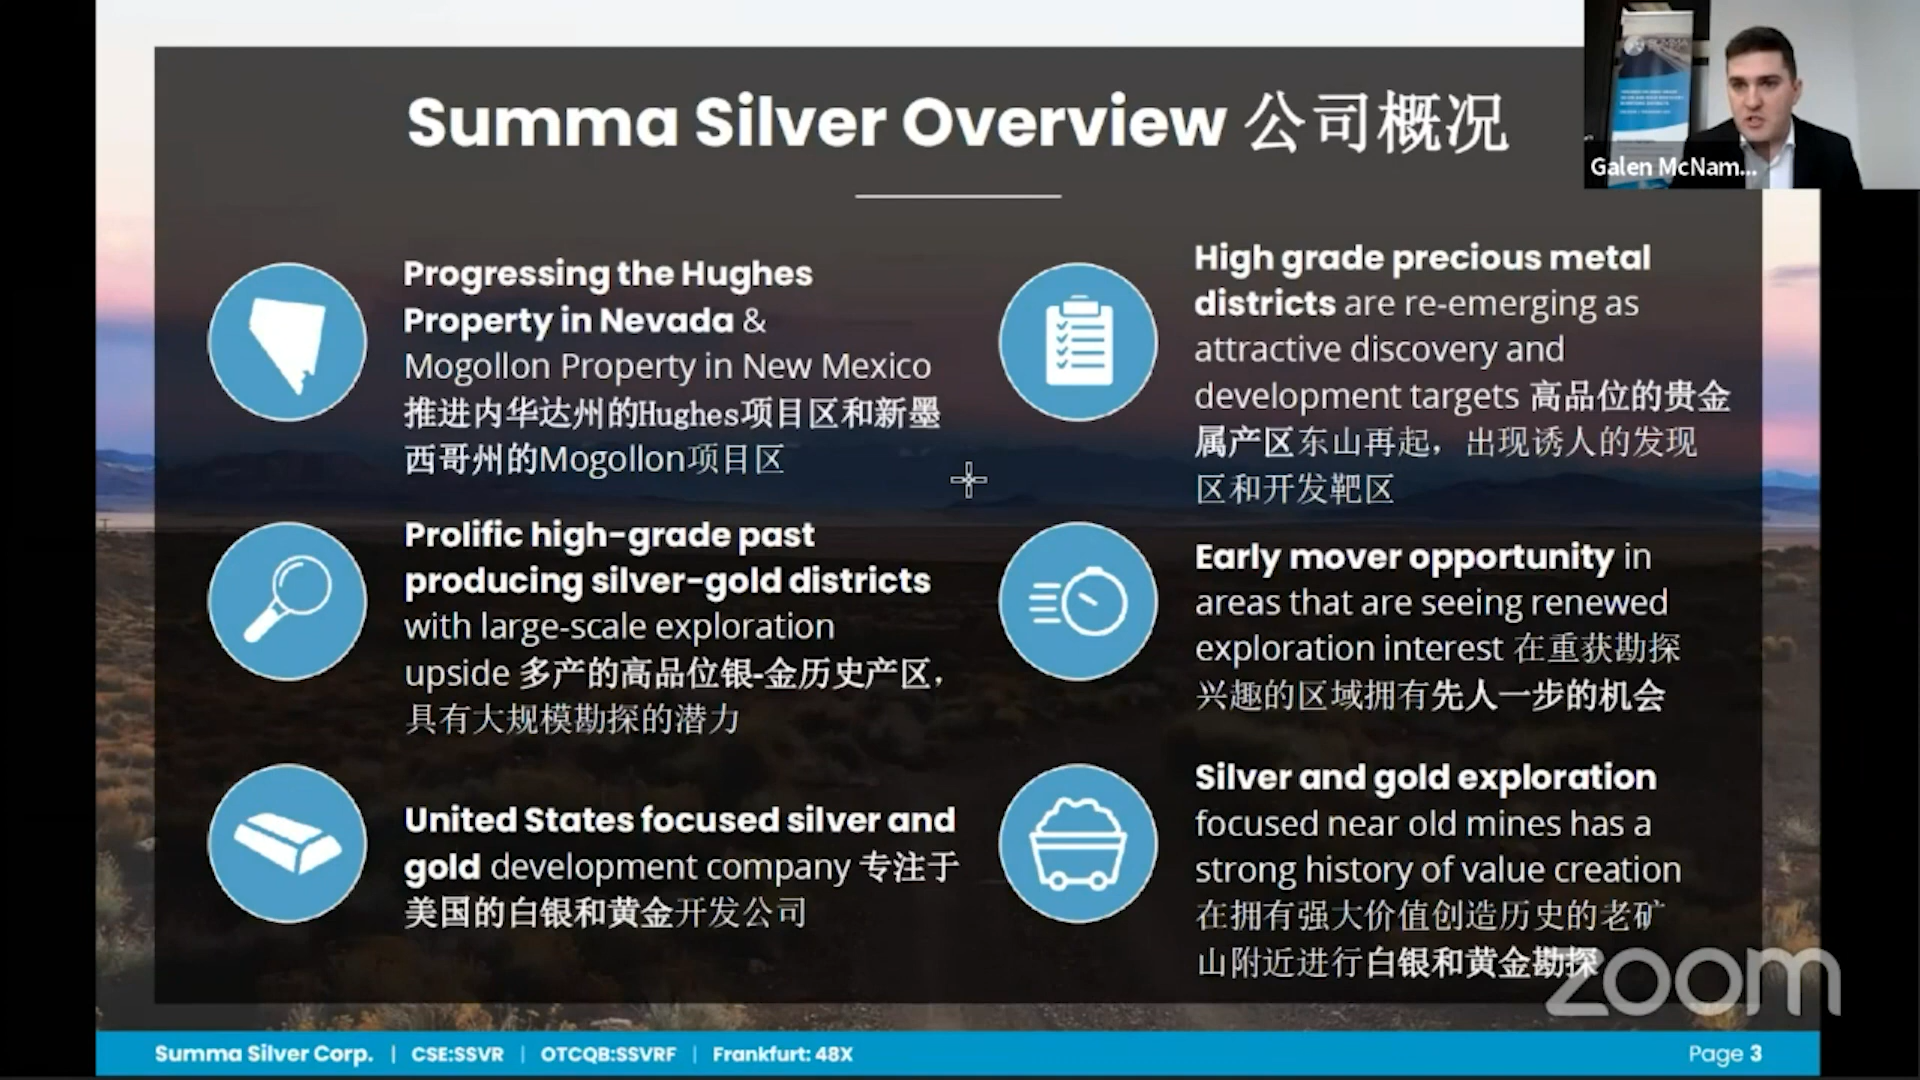 Summa Silver Overview 公司概况
Galen McNam...
Progressing the Hughes
Property in Nevada &
Mogollon Property in New Mexico
推进内华达州的Hughes项目区和新墨
西哥州的Mogollon项目区
Prolific high-grade past
producing silver-gold districts
with large-scale exploration
upside 多产的高品位银-金历史产区，
具有大规模勘探的潜力
United States focused silver and
gold development company 专注于
美国的白银和黄金开发公司
High grade precious metal
districts are re-emerging as
attractive discovery and
development targets 高品位的贵金
属产区东山再起，出现诱人的发现
区和开发靶区
Early mover opportunity in
areas that are seeing renewed
exploration interest 在重获勘探
兴趣的区域拥有先人一步的机会
Silver and gold exploration
focused near old mines has a
strong history of value creation
在拥有强大价值创造历史的老矿
山附近进行白银和黄金勘探
zoom
Summa Silver Corp. | CSE:SSVR | OTCQB:SSVRF | Frankfurt: 48X
Page 3